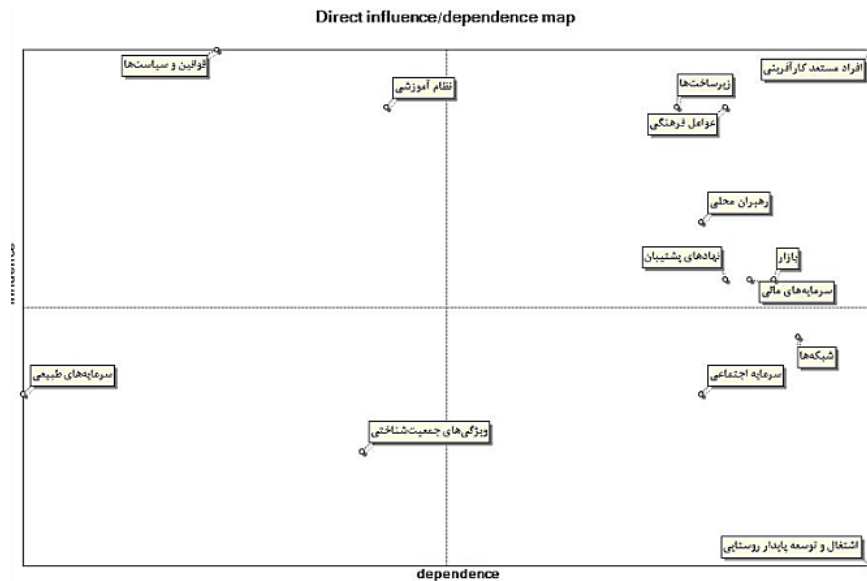 Direct influence/dependence map
قوانین و سیاست‌ها
نظام آموزشی
زیرساخت‌ها
افراد مستعد کارآفرینی
عوامل فرهنگی
رهبران محلی
نهادهای پشتیبان
بازار
سرمایه‌های مالی
influence
شبکه‌ها
سرمایه‌های طبیعی
سرمایه اجتماعی
ویژگی‌های جمعیت‌شناختی
اشتغال و توسعه پایدار روستایی
dependence